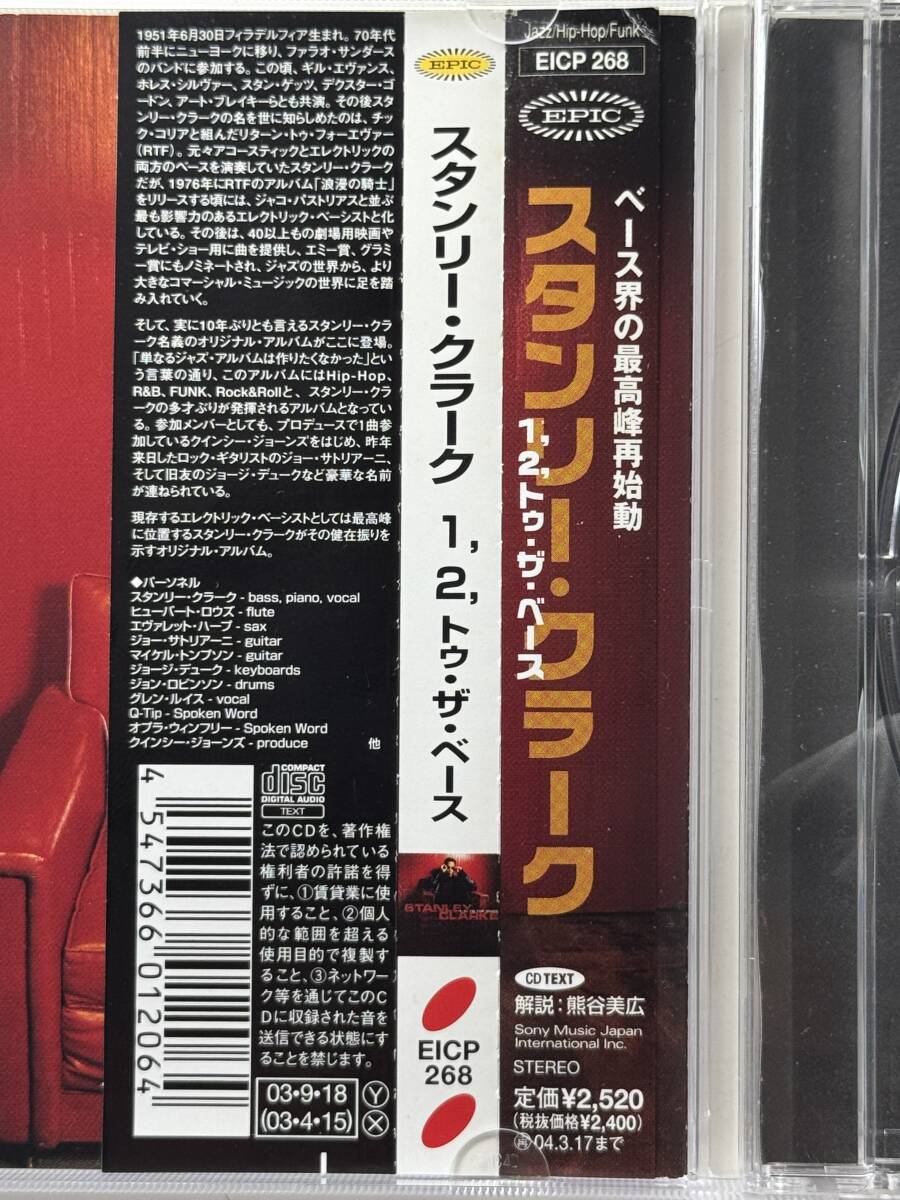 1951年6月30日フィラデルフィア生まれ。70年代
前半にニューヨークに移り、ファラオ・サンダース
のバンドに参加する。この頃、ギル・エヴァンス、
ホレス・シルヴァー、スタン・ゲッツ、デクスター・ゴ
ードン、アート・ブレイキーらとも共演。その後スタ
ンリー・クラークの名を世に知らしめたのは、チッ
ク・コリアと組んだリターン・トゥ・フォーエヴァー
(RTF)。元々アコースティックとエレクトリックの
両方のベースを演奏していたスタンリー・クラーク
だが、1976年にRTFのアルバム「浪漫の騎士」
をリリースする頃には、ジャコ・パストリアスと並ぶ
最も影響力のあるエレクトリック・ベーシストと化
している。その後は、40以上もの劇場用映画や
テレビ・ショー用に曲を提供し、エミー賞、グラミ
ー賞にもノミネートされ、ジャズの世界から、より
大きなコマーシャル・ミュージックの世界に足を踏
み入れていく。
そして、実に10年ぶりとも言えるスタンリー・クラ
ーク名義のオリジナル・アルバムがここに登場。
「単なるジャズ・アルバムは作りたくなかった」とい
う言葉の通り、このアルバムにはHip-Hop、
R&B、FUNK、Rock&Rollと、スタンリー・クラ
ークの多才ぶりが発揮されるアルバムとなってい
る。参加メンバーとしても、プロデュースで1曲参
加しているクインシー・ジョーンズをはじめ、昨年
来日したロック・ギタリストのジョー・サトリアーニ、
そして旧友のジョージ・デュークなど豪華な名前
が連ねられている。
現存するエレクトリック・ベーシストとしては最高峰
に位置するスタンリー・クラークがその健在振りを
示すオリジナル・アルバム。
◆パーソネル
スタンリー・クラーク - bass, piano, vocal
ヒューバート・ロウズ - flute
エヴァレット・ハープ - sax
ジョー・サトリアーニ - guitar
マイケル・トンプソン - guitar
ジョージ・デューク - keyboards
ジョン・ロビンソン - drums
グレン・ルイス - vocal
Q-Tip - Spoken Word
オプラ・ウィンフリー - Spoken Word
クインシー・ジョーンズ - produce 他
4 547366 012064
COMPACT
disc
DIGITAL AUDIO
TEXT
このCDを、著作権
法で認められている
権利者の許諾を得
ずに、①賃貸業に使
用すること、②個人
的な範囲を超える
使用目的で複製す
ること、③ネットワー
ク等を通じてこのC
Dに収録された音を
送信できる状態にす
ることを禁じます。
03・9・18 Y
(03・4・15) X
EPIC
スタンリー・クラーク 1, 2, トゥ・ザ・ベース
STANLEY
CLARKE
EICP
268
Jazz/Hip-Hop/Funk
EICP 268
EPIC
ベース界の最高峰再始動
スタンリー・クラーク
1, 2, トゥ・ザ・ベース
CD TEXT
解説:熊谷美広
Sony Music Japan
International Inc.
STEREO
定価¥2,520
(税抜価格¥2,400)
再04.3.17まで